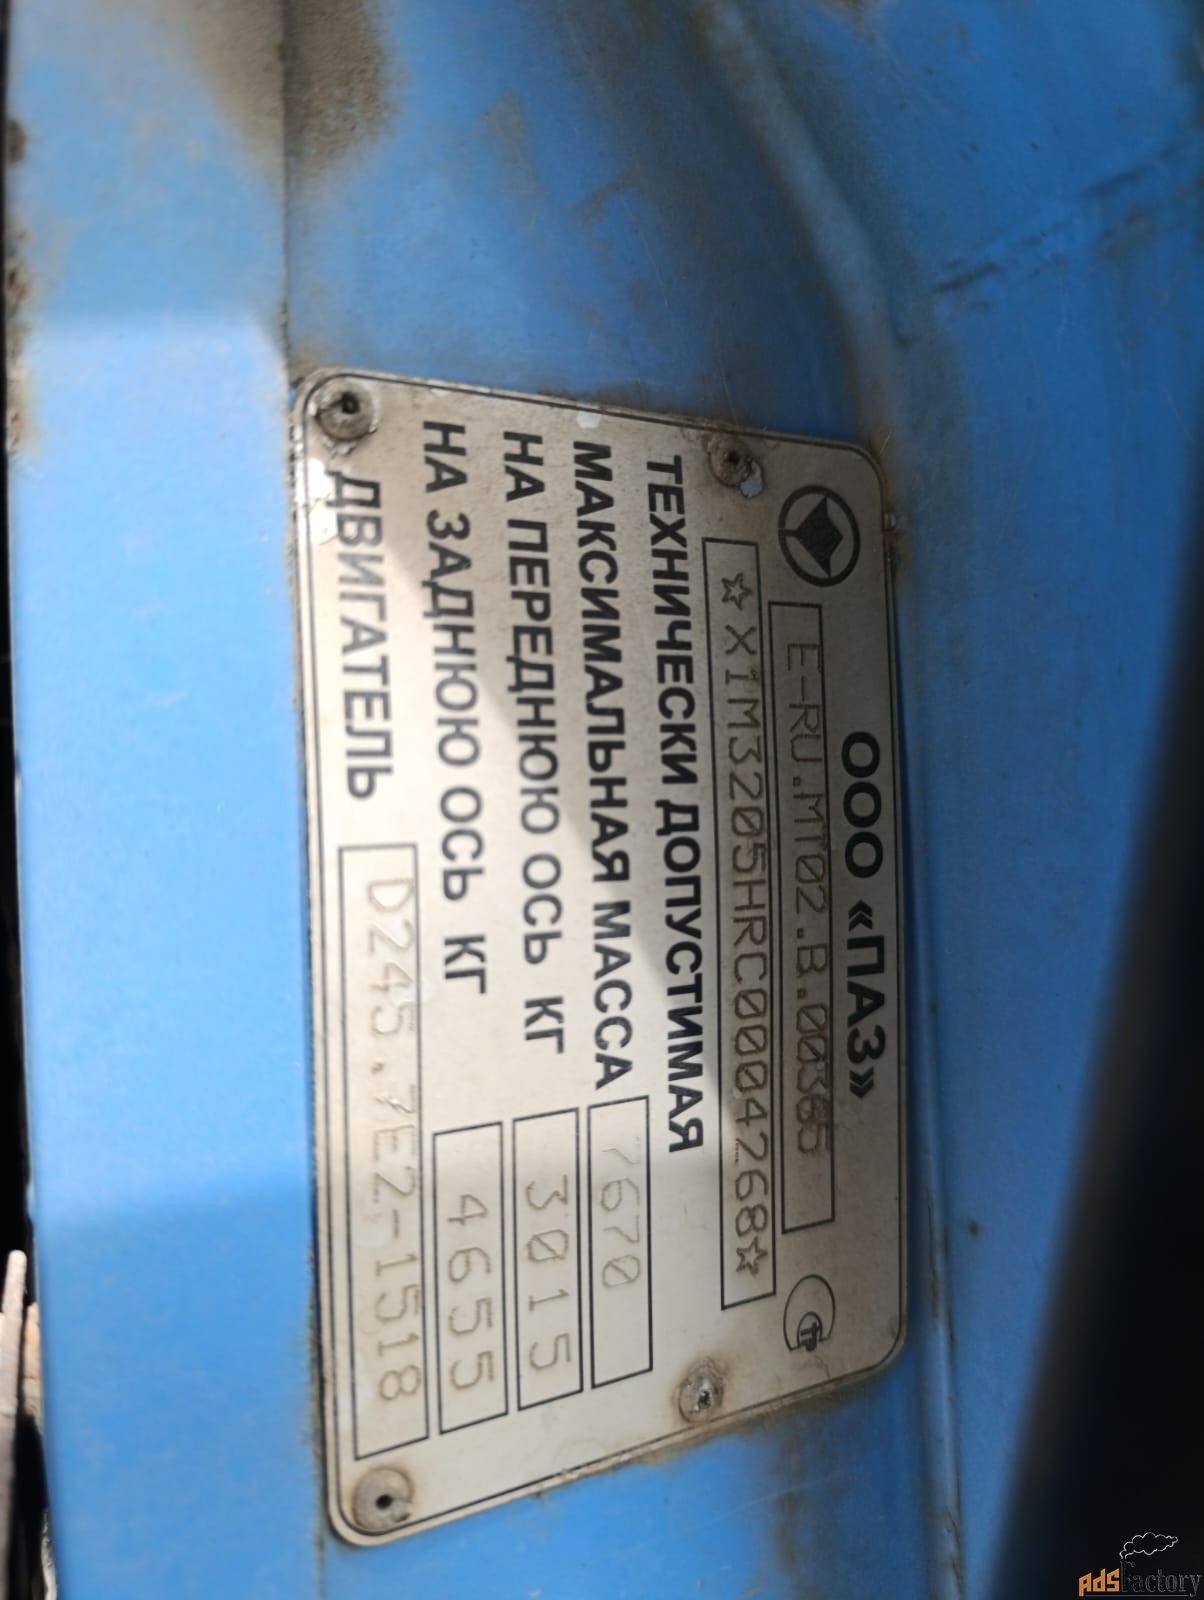 ООО «ПАЗ»
E-RU.MT02.B.00365
☆X1M3205HRC0004268☆
ТЕХНИЧЕСКИ ДОПУСТИМАЯ
МАКСИМАЛЬНАЯ МАССА 7670
НА ПЕРЕДНЮЮ ОСЬ КГ 3015
НА ЗАДНЮЮ ОСЬ КГ 4655
ДВИГАТЕЛЬ D245.7E2-1518
AdsFactory